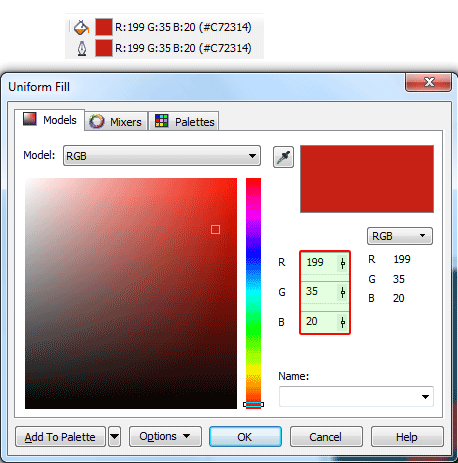 R:199 G:35 B:20 (#C72314)
R:199 G:35 B:20 (#C72314)
Uniform Fill
Models Mixers Palettes
Model: RGB
RGB
R 199 R 199
G 35 G 35
B 20 B 20
Name:
Add To Palette Options OK Cancel Help